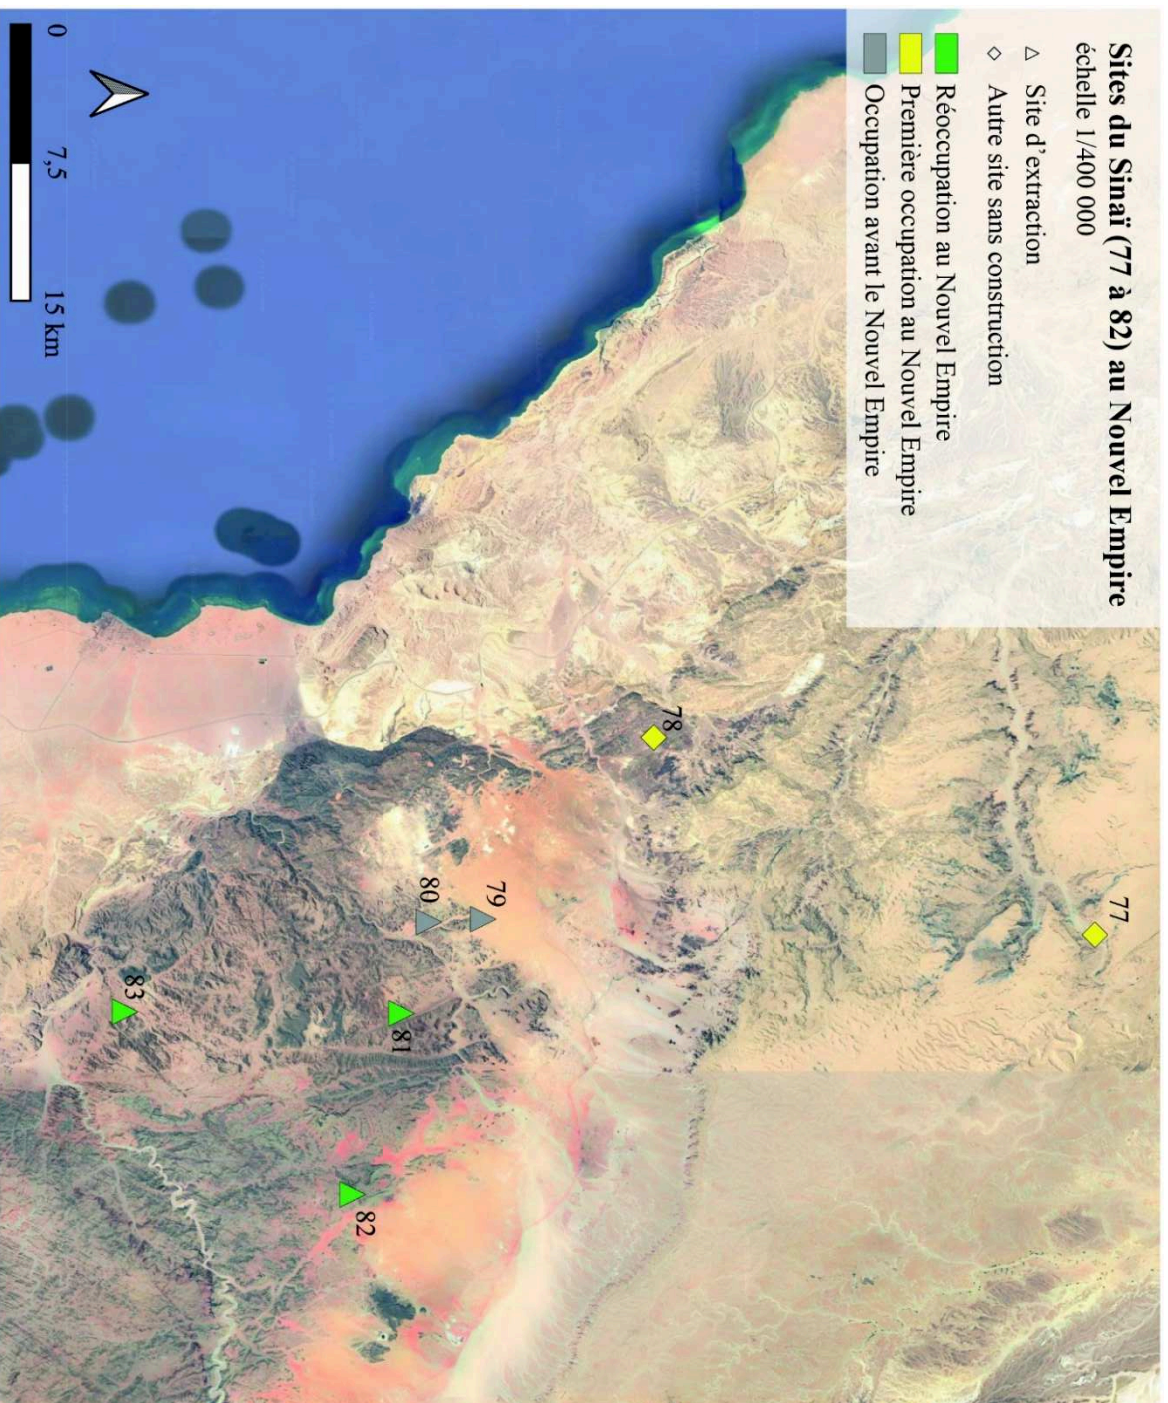 Sites du Sinaï (77 à 82) au Nouvel Empire
échelle 1/400 000
Site d'extraction
Autre site sans construction
Réoccupation au Nouvel Empire
Première occupation au Nouvel Empire
Occupation avant le Nouvel Empire
77
78
79
80
81
82
83
0
7,5
15 km